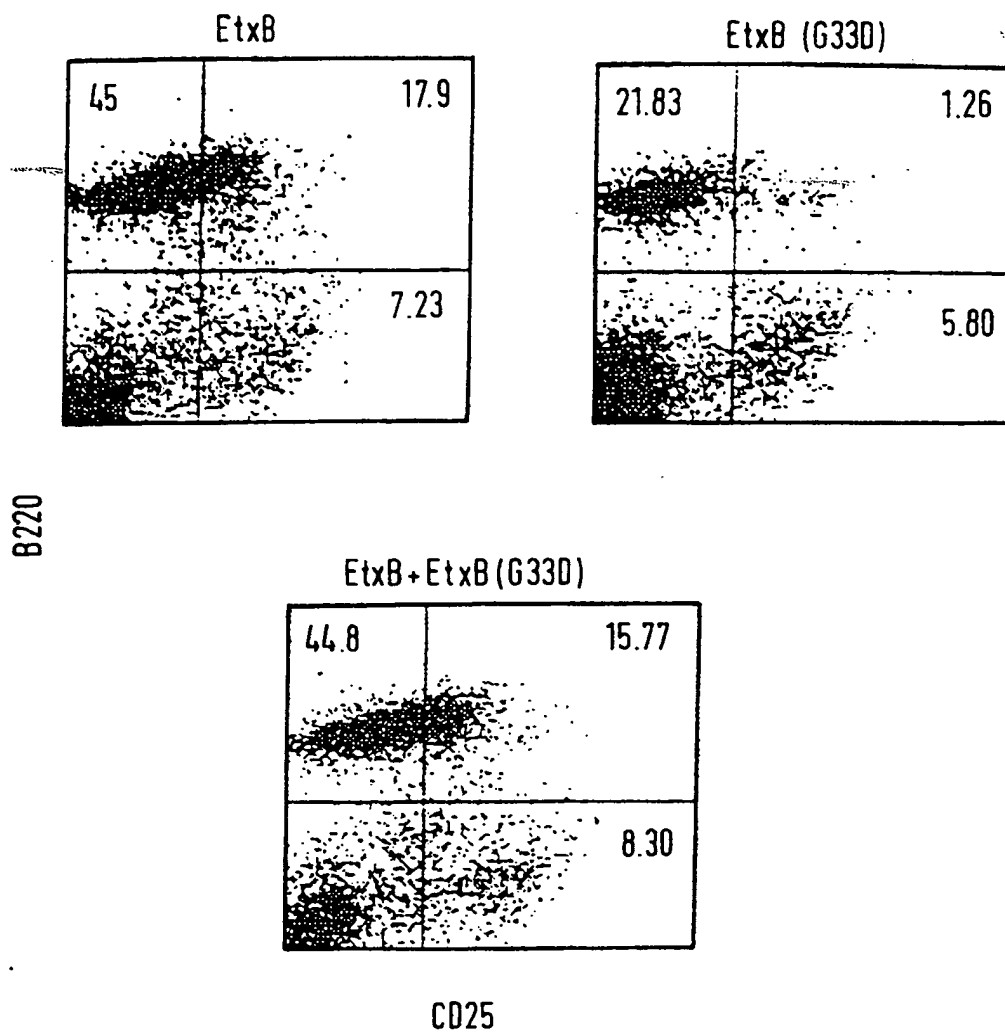 EtxB
EtxB (G33D)
45
17.9
21.83
1.26
7.23
5.80
B220
EtxB + EtxB (G33D)
44.8
15.77
8.30
CD25